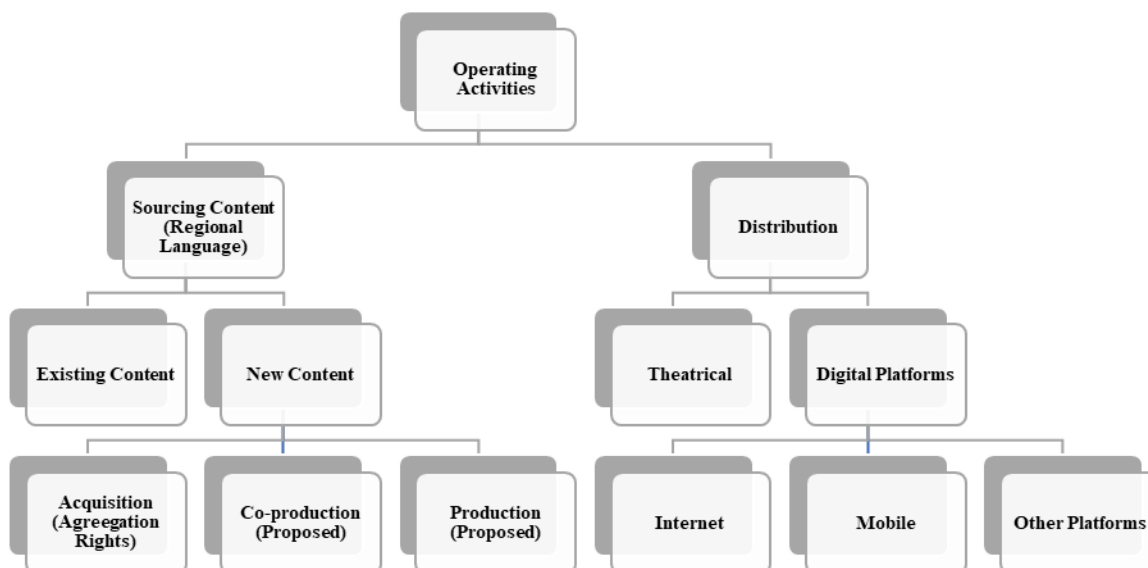 Operating
Activities
Sourcing Content
(Regional
Language)
Distribution
Existing Content
New Content
Theatrical
Digital Platforms
Acquisition
(Agreegation
Rights)
Co-production
(Proposed)
Production
(Proposed)
Internet
Mobile
Other Platforms